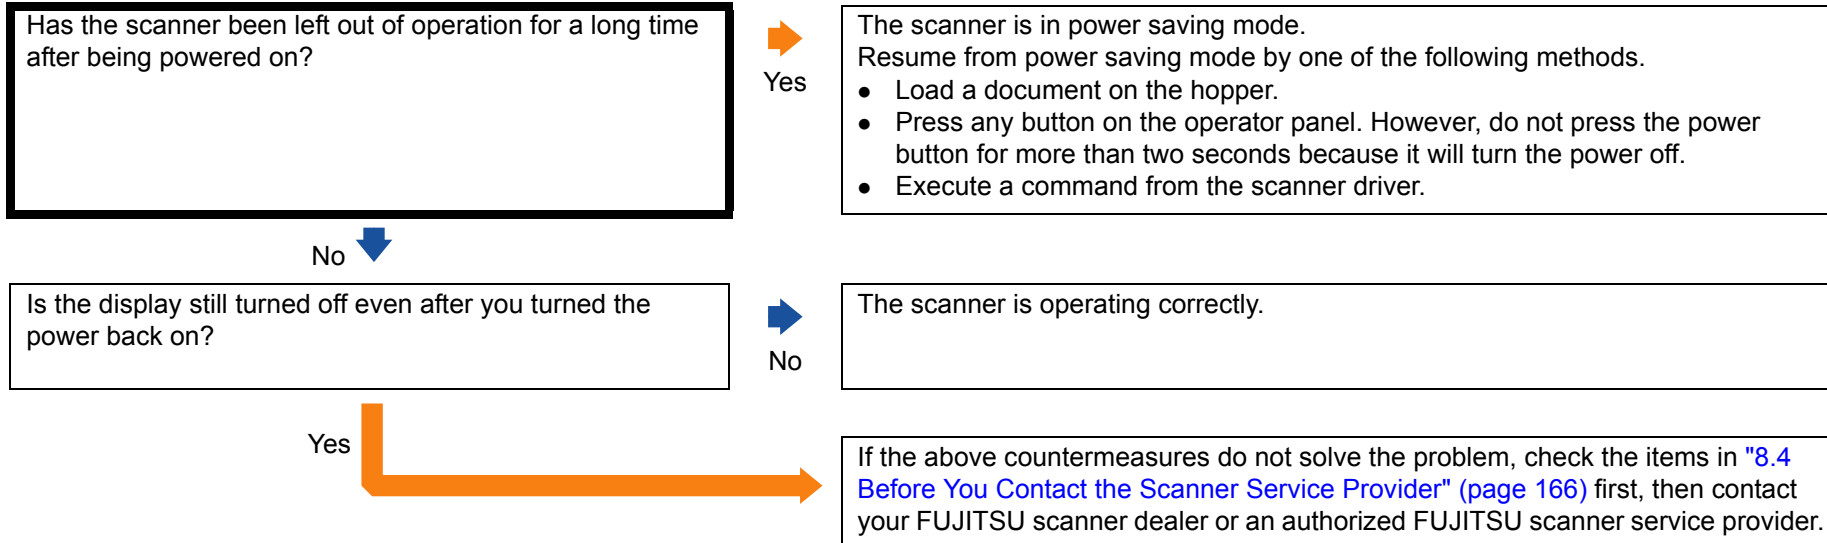 Has the scanner been left out of operation for a long time
after being powered on?
Yes
The scanner is in power saving mode.
Resume from power saving mode by one of the following methods.
● Load a document on the hopper.
● Press any button on the operator panel. However, do not press the power
button for more than two seconds because it will turn the power off.
● Execute a command from the scanner driver.
No
Is the display still turned off even after you turned the
power back on?
No
The scanner is operating correctly.
Yes
If the above countermeasures do not solve the problem, check the items in "8.4
Before You Contact the Scanner Service Provider" (page 166) first, then contact
your FUJITSU scanner dealer or an authorized FUJITSU scanner service provider.